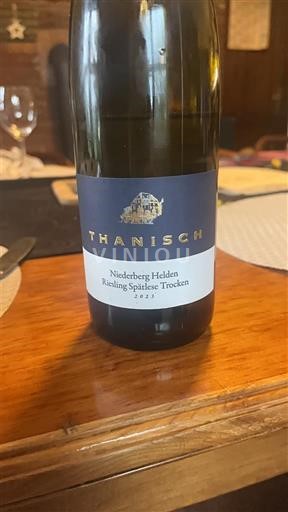 THANISCH
VINIOU
Niederberg Helden
Riesling Spätlese Trocken
2023